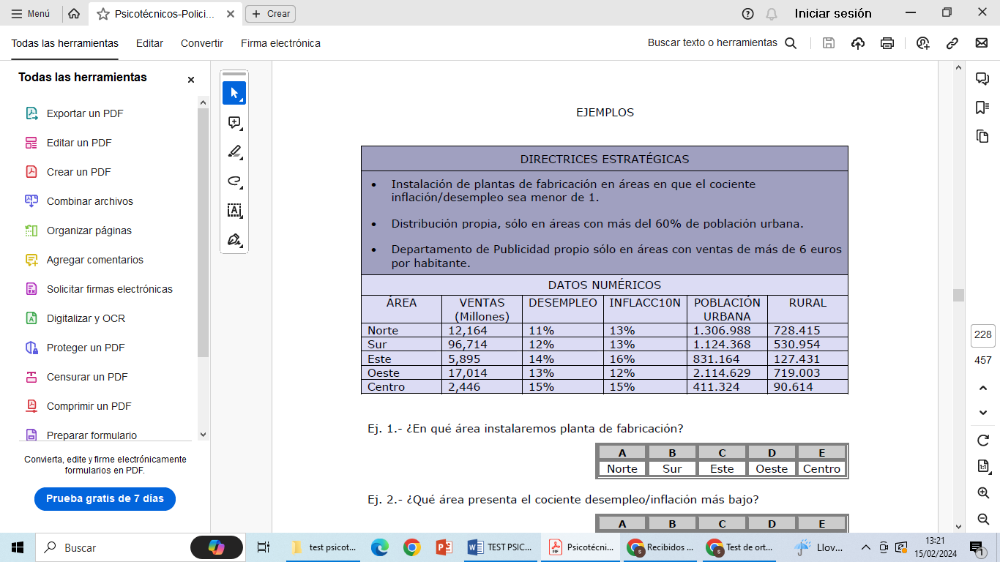 Menú
Psicotécnicos-Polici...
Crear
Iniciar sesión
Todas las herramientas
Editar
Convertir
Firma electrónica
Buscar texto o herramientas
Todas las herramientas
Exportar un PDF
Editar un PDF
Crear un PDF
Combinar archivos
Organizar páginas
Agregar comentarios
Solicitar firmas electrónicas
Digitalizar y OCR
Proteger un PDF
Censurar un PDF
Comprimir un PDF
Preparar formulario
Convierta, edite y firme electrónicamente
formularios en PDF.
Prueba gratis de 7 días
EJEMPLOS
DIRECTRICES ESTRATÉGICAS
• Instalación de plantas de fabricación en áreas en que el cociente
inflación/desempleo sea menor de 1.
• Distribución propia, sólo en áreas con más del 60% de población urbana.
• Departamento de Publicidad propio sólo en áreas con ventas de más de 6 euros
por habitante.
DATOS NUMÉRICOS
ÁREA VENTAS DESEMPLEO INFLACC10N POBLACIÓN RURAL
(Millones) URBANA
Norte 12,164 11% 13% 1.306.988 728.415
Sur 96,714 12% 13% 1.124.368 530.954
Este 5,895 14% 16% 831.164 127.431
Oeste 17,014 13% 12% 2.114.629 719.003
Centro 2,446 15% 15% 411.324 90.614
Ej. 1.- ¿En qué área instalaremos planta de fabricación?
A B C D E
Norte Sur Este Oeste Centro
Ej. 2.- ¿Qué área presenta el cociente desempleo/inflación más bajo?
A B C D E
228
457
1:1
Buscar
test psicot...
TEST PSIC...
Psicotécni...
Recibidos ...
Test de ort...
Llov...
13:21
15/02/2024
1